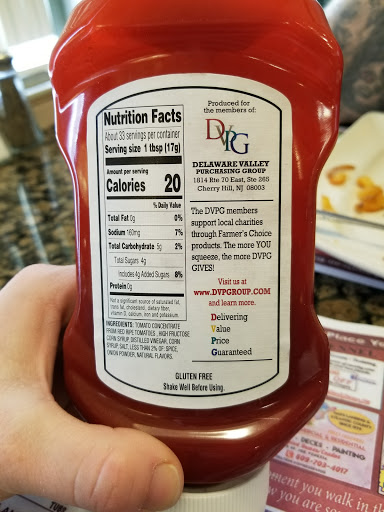 Nutrition Facts
About 33 servings per container
Serving size 1 tbsp (17g)
Amount per serving
Calories 20
% Daily Value
Total Fat 0g 0%
Sodium 160mg 7%
Total Carbohydrate 5g 2%
Total Sugars 4g
Includes 4g Added Sugars 8%
Protein 0g
Not a significant source of saturated fat,
trans fat, cholesterol, dietary fiber,
vitamin D, calcium, iron and potassium.
INGREDIENTS: TOMATO CONCENTRATE
FROM RED RIPE TOMATOES, HIGH FRUCTOSE
CORN SYRUP, DISTILLED VINEGAR, CORN
SYRUP, SALT, LESS THAN 2% OF: SPICE,
ONION POWDER, NATURAL FLAVORS.
Produced for
the members of:
DVPG
DELAWARE VALLEY
PURCHASING GROUP
1814 Rte 70 East, Ste 265
Cherry Hill, NJ 08003
The DVPG members
support local charities
through Farmer's Choice
products. The more YOU
squeeze, the more DVPG
GIVES!
Visit us at
www.DVPGROUP.COM
and learn more.
Delivering
Value
Price
Guaranteed
GLUTEN FREE
Shake Well Before Using.
DECKS - PAINTING
ment you walk in t
you are se